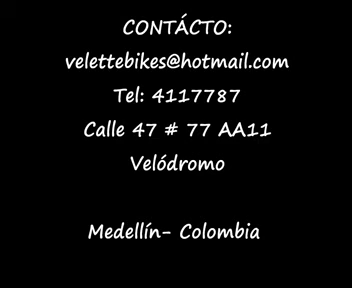 CONTÁCTO:
velettebikes@hotmail.com
Tel: 4117787
Calle 47 # 77 AA11
Velódromo
Medellín- Colombia